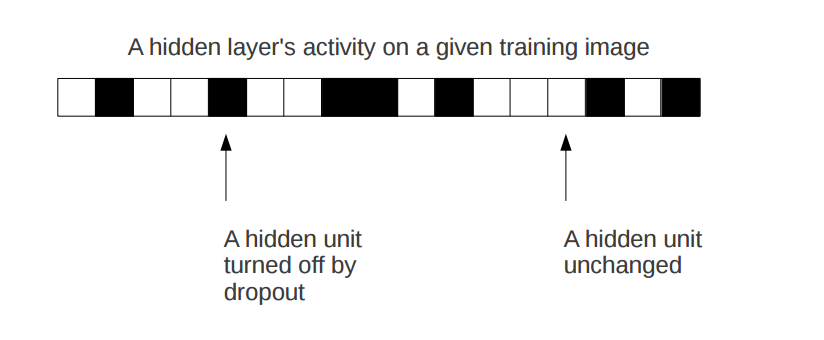 A hidden layer's activity on a given training image
A hidden unit
turned off by
dropout
A hidden unit
unchanged